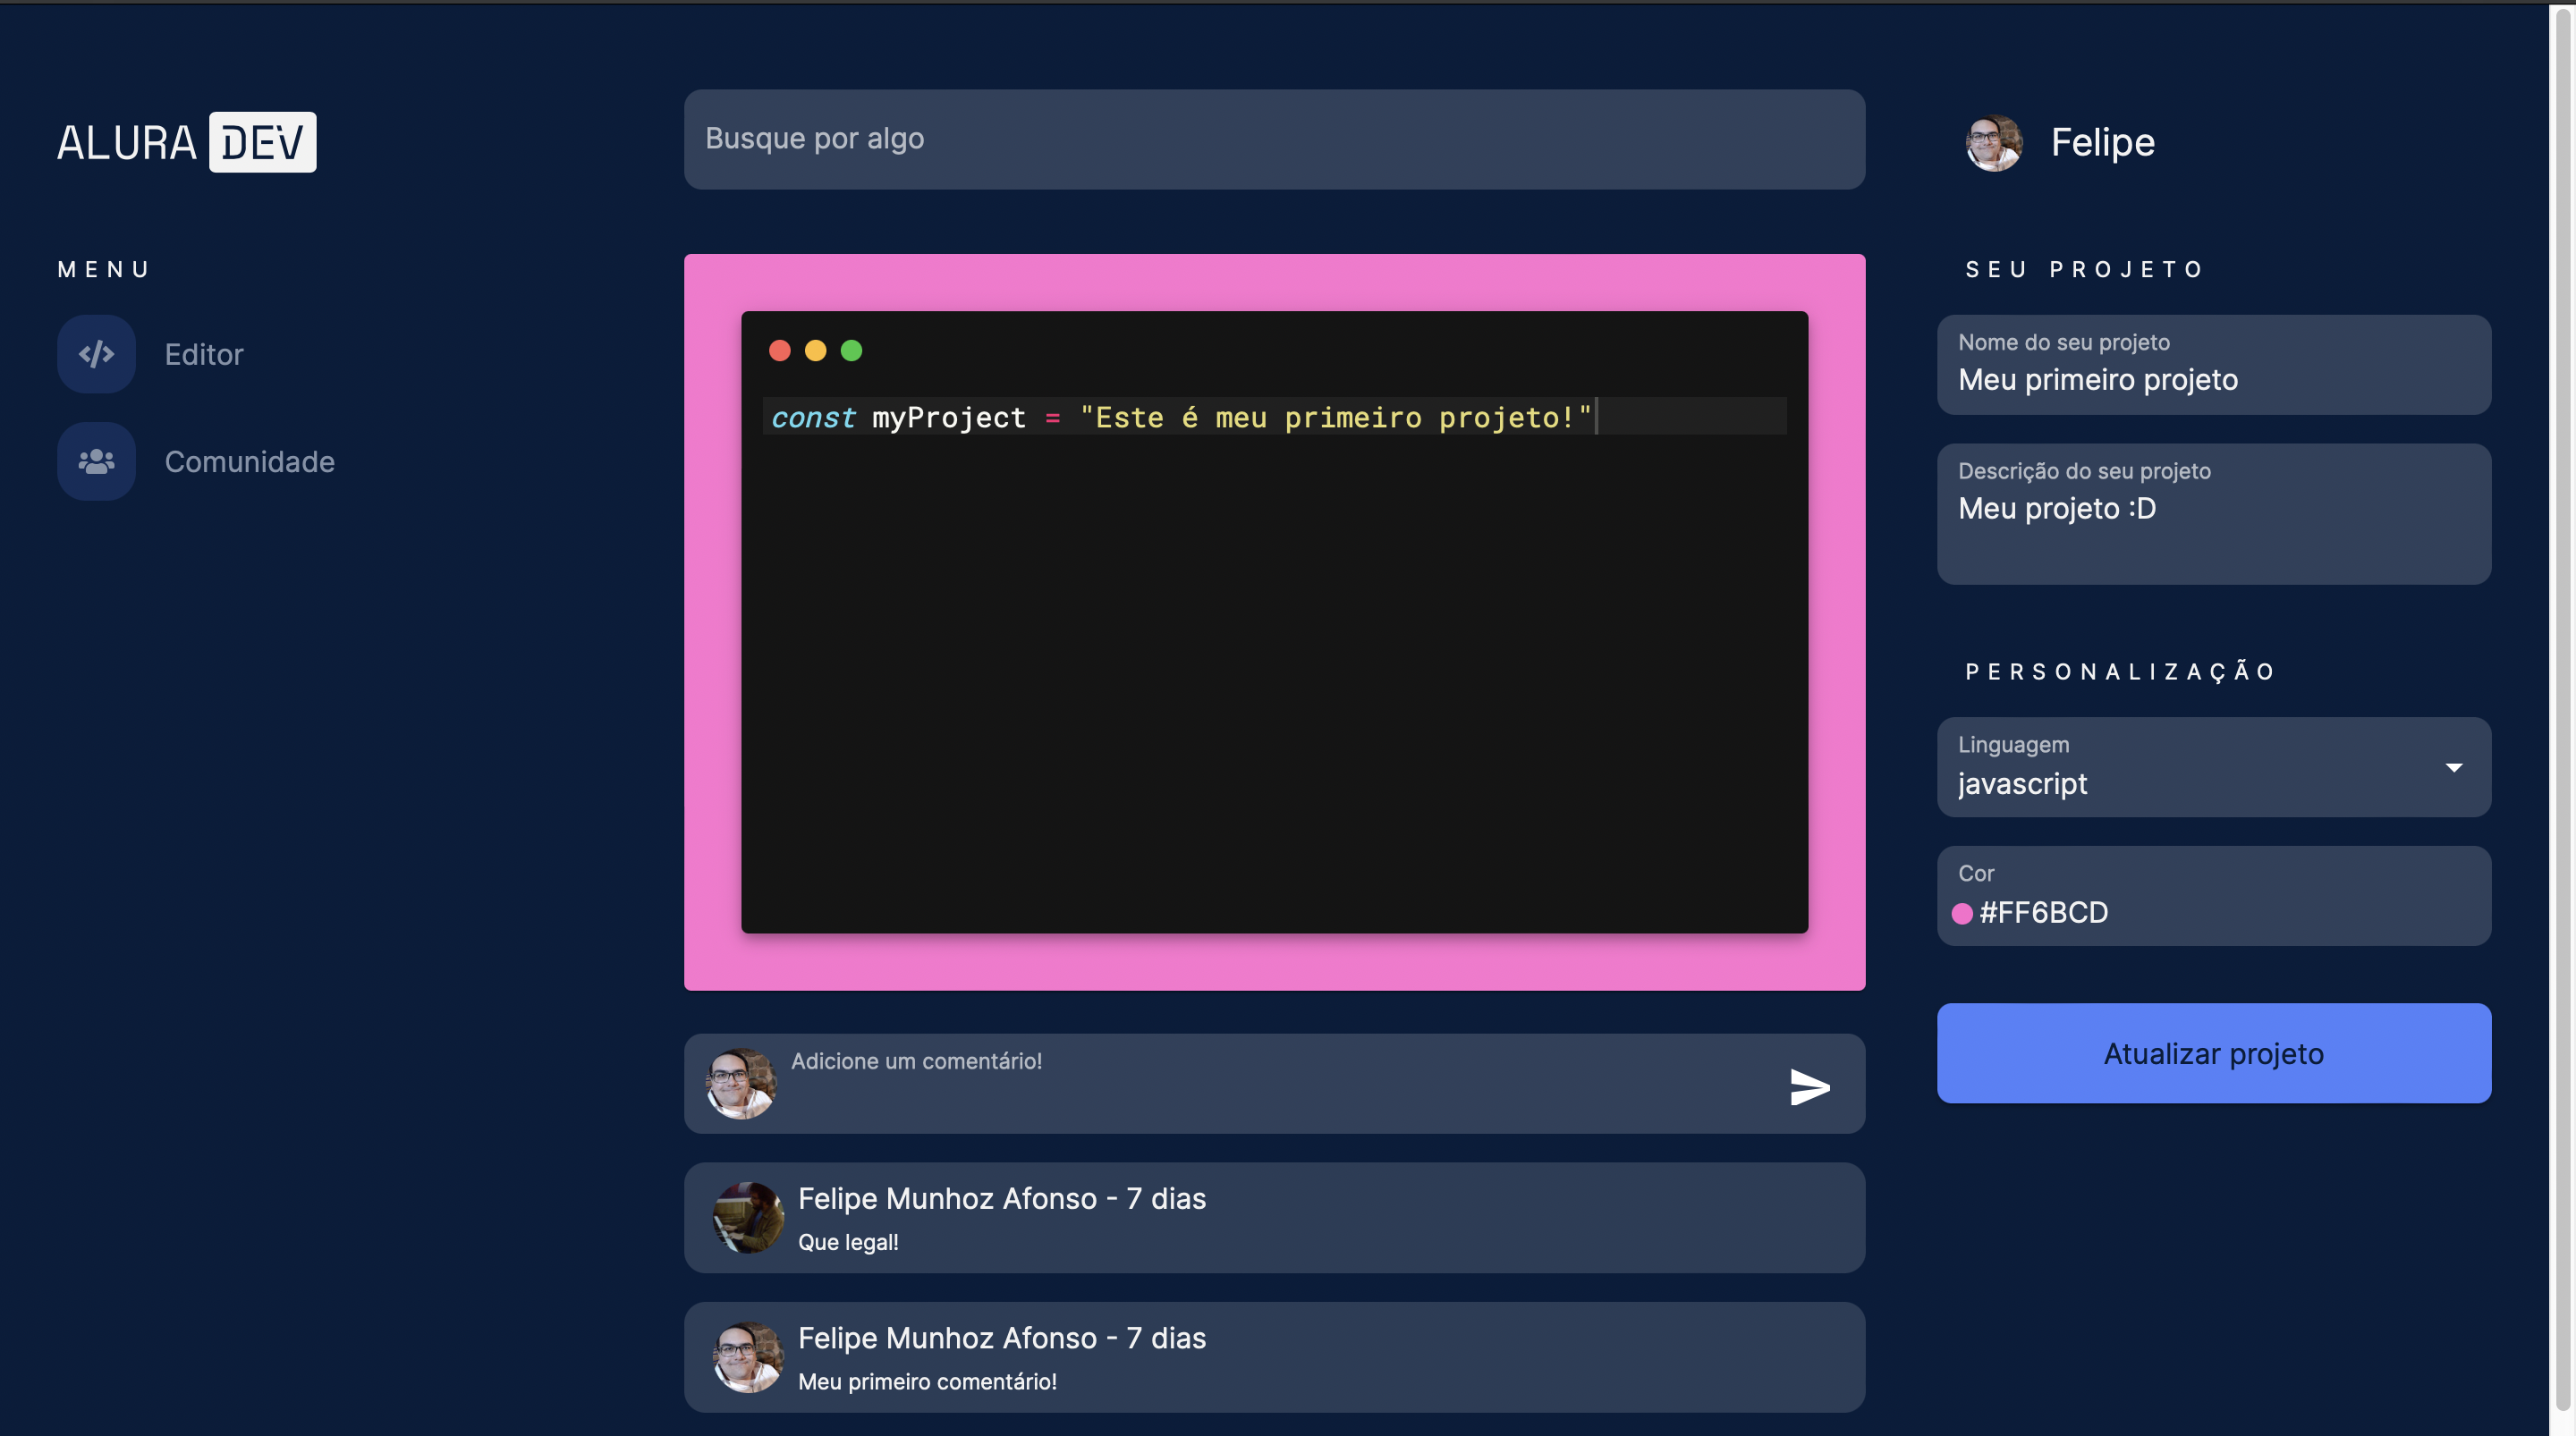 ALURA DEV
MENU
Editor
Comunidade
Busque por algo
const myProject = "Este é meu primeiro projeto!"
Adicione um comentário!
Felipe Munhoz Afonso - 7 dias
Que legal!
Felipe Munhoz Afonso - 7 dias
Meu primeiro comentário!
Felipe
SEU PROJETO
Nome do seu projeto
Meu primeiro projeto
Descrição do seu projeto
Meu projeto :D
PERSONALIZAÇÃO
Linguagem
javascript
Cor
#FF6BCD
Atualizar projeto